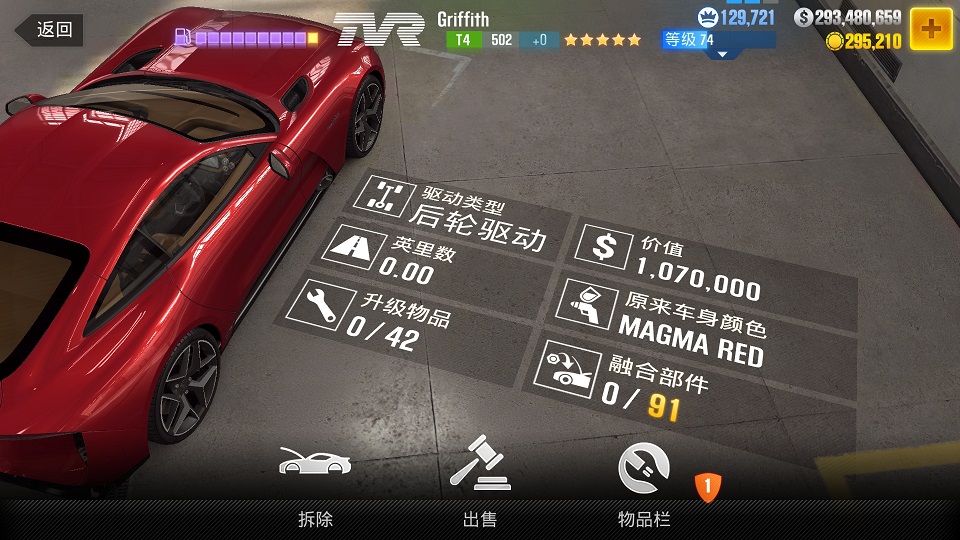 返回
TVR
Griffith
T4 502 +0
129,721
293,480,659
等级 74
295,210
驱动类型
后轮驱动
英里数
0.00
升级物品
0/42
价值
1,070,000
原来车身颜色
MAGMA RED
融合部件
0/91
拆除
出售
物品栏
1